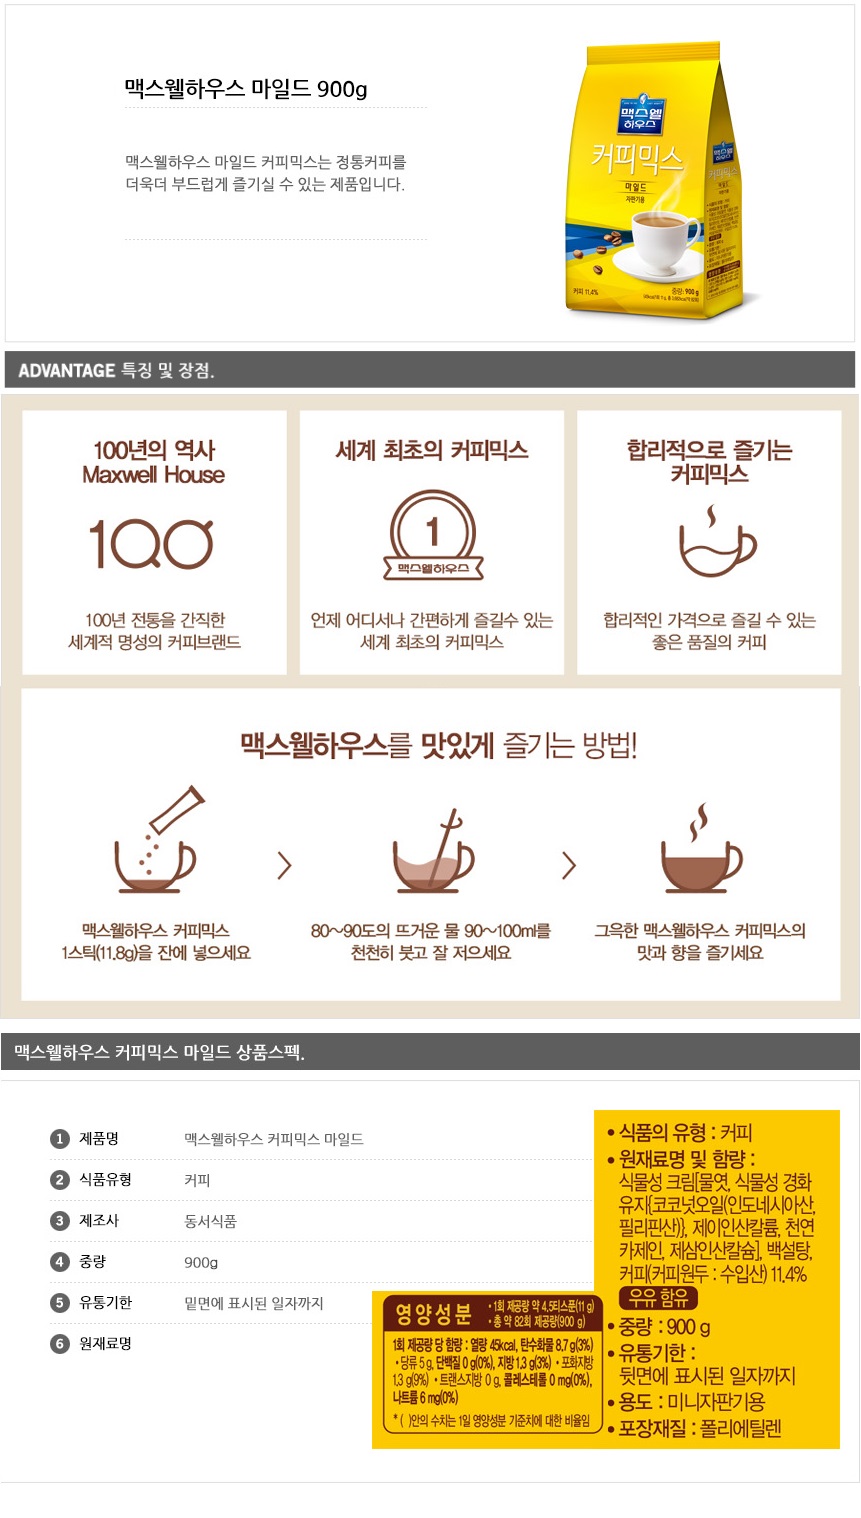 맥스웰하우스 마일드 900g
맥스웰하우스 마일드 커피믹스는 정통커피를
더욱더 부드럽게 즐기실 수 있는 제품입니다.
맥스웰
하우스
커피믹스
마일드
자판기용
커피 11.4%
중량: 900 g
맥스웰
하우스
커피믹스
ADVANTAGE 특징 및 장점.
100년의 역사
Maxwell House
100
100년 전통을 간직한
세계적 명성의 커피브랜드
세계 최초의 커피믹스
1
맥스웰하우스
언제 어디서나 간편하게 즐길수 있는
세계 최초의 커피믹스
합리적으로 즐기는
커피믹스
합리적인 가격으로 즐길 수 있는
좋은 품질의 커피
맥스웰하우스를 맛있게 즐기는 방법!
맥스웰하우스 커피믹스
1스틱(11.8g)을 잔에 넣으세요
80~90도의 뜨거운 물 90~100ml를
천천히 붓고 잘 저으세요
그윽한 맥스웰하우스 커피믹스의
맛과 향을 즐기세요
맥스웰하우스 커피믹스 마일드 상품스펙.
1 제품명 맥스웰하우스 커피믹스 마일드
2 식품유형 커피
3 제조사 동서식품
4 중량 900g
5 유통기한 밑면에 표시된 일자까지
6 원재료명
• 식품의 유형 : 커피
• 원재료명 및 함량 :
식물성 크림[물엿, 식물성 경화
유지{코코넛오일(인도네시아산,
필리핀산)}, 제이인산칼륨, 천연
카제인, 제삼인산칼슘], 백설탕,
커피(커피원두 : 수입산) 11.4%
우유 함유
• 중량 : 900 g
• 유통기한 :
뒷면에 표시된 일자까지
• 용도 : 미니자판기용
• 포장재질 : 폴리에틸렌
영양성분
• 1회 제공량 약 4.5티스푼(11 g)
• 총 약 82회 제공량(900 g)
1회 제공량 당 함량 : 열량 45kcal, 탄수화물 8.7 g(3%)
• 당류 5 g, 단백질 0 g(0%), 지방 1.3 g(3%) • 포화지방
1.3 g(9%) • 트랜스지방 0 g, 콜레스테롤 0 mg(0%),
나트륨 6 mg(0%)
* ( )안의 수치는 1일 영양성분 기준치에 대한 비율임